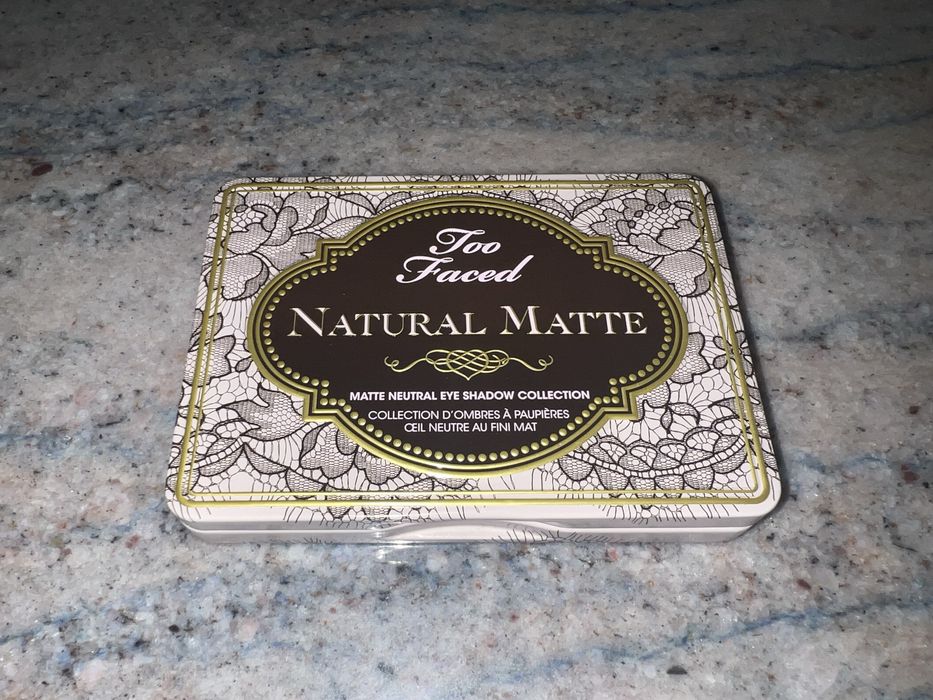 Too
Faced
NATURAL MATTE
MATTE NEUTRAL EYE SHADOW COLLECTION
COLLECTION D'OMBRES À PAUPIÈRES
ŒIL NEUTRE AU FINI MAT